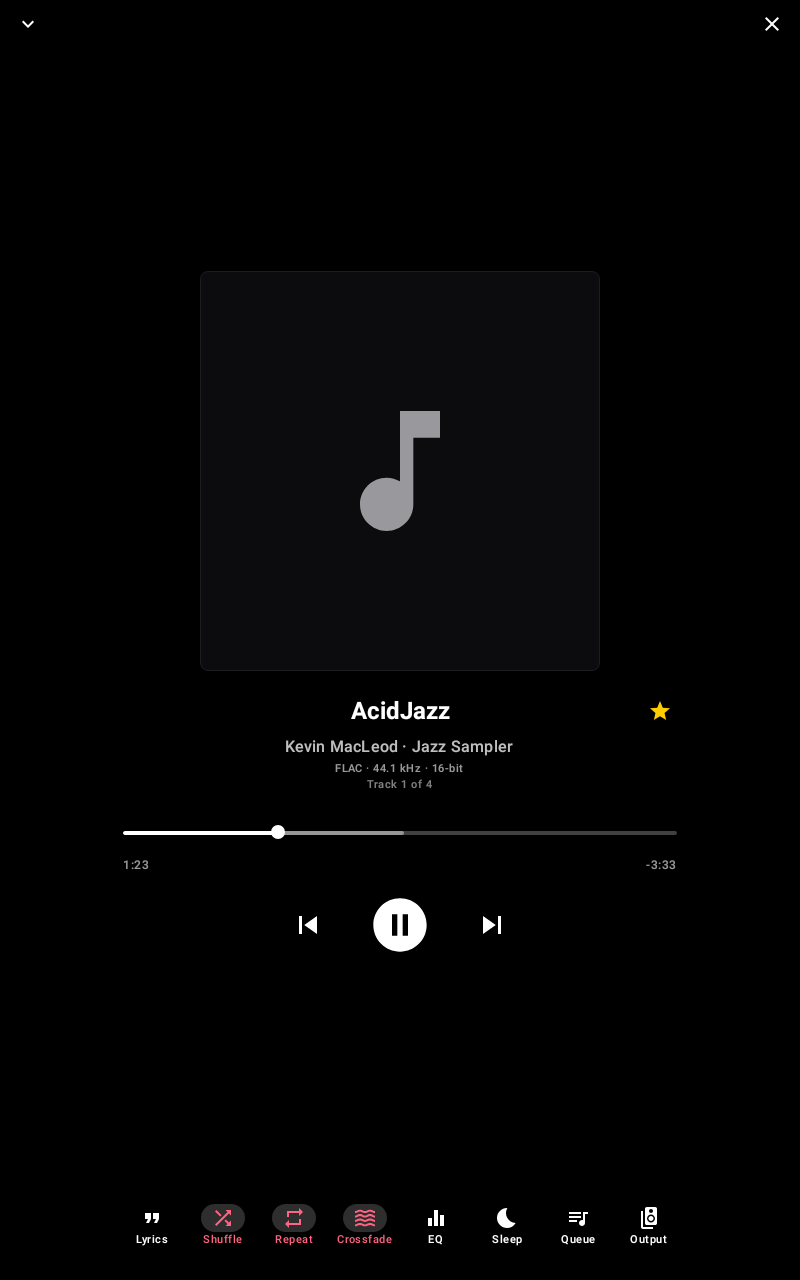 AcidJazz
Kevin MacLeod · Jazz Sampler
FLAC · 44.1 kHz · 16-bit
Track 1 of 4
1:23 -3:33
Lyrics Shuffle Repeat Crossfade EQ Sleep Queue Output